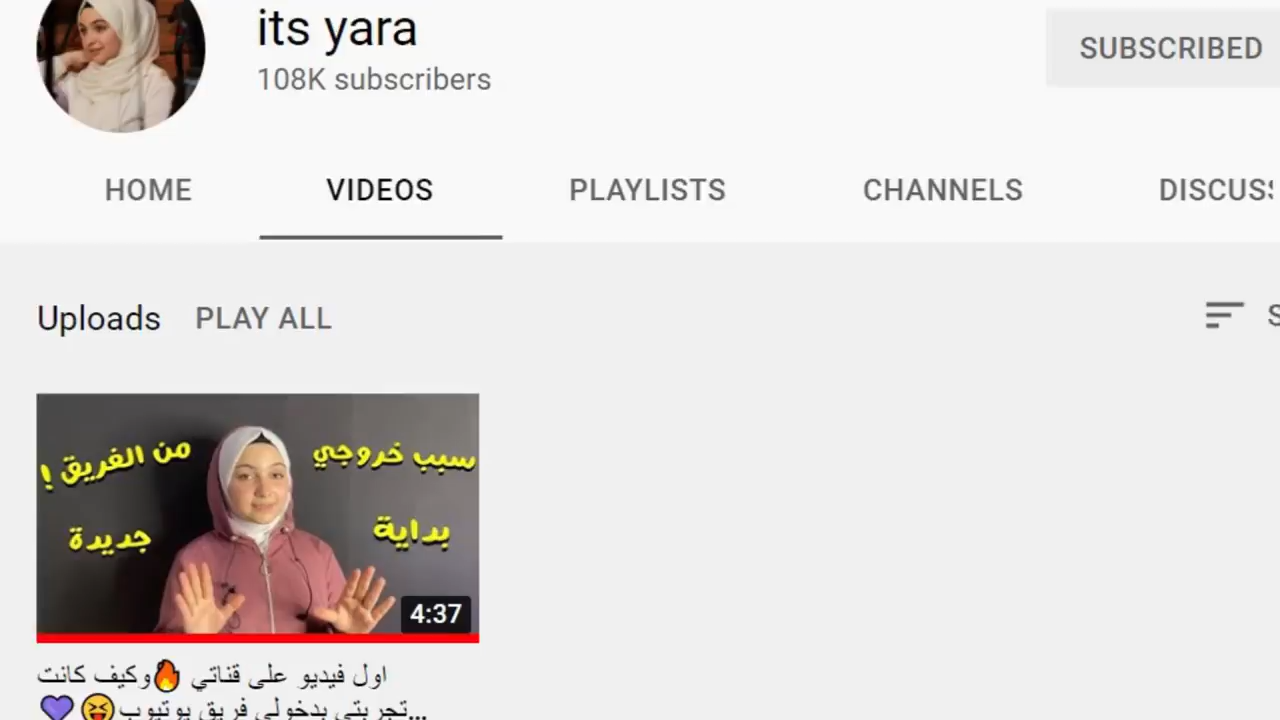 its yara
108K subscribers
SUBSCRIBED
HOME
VIDEOS
PLAYLISTS
CHANNELS
DISCUSS
Uploads
PLAY ALL
S
سبب خروجي
من الفريق !
بداية
جديدة
4:37
اول فيديو على قناتي 🔥وكيف كانت
تجربتي بدخولي فريق يوتيوب😝💜...